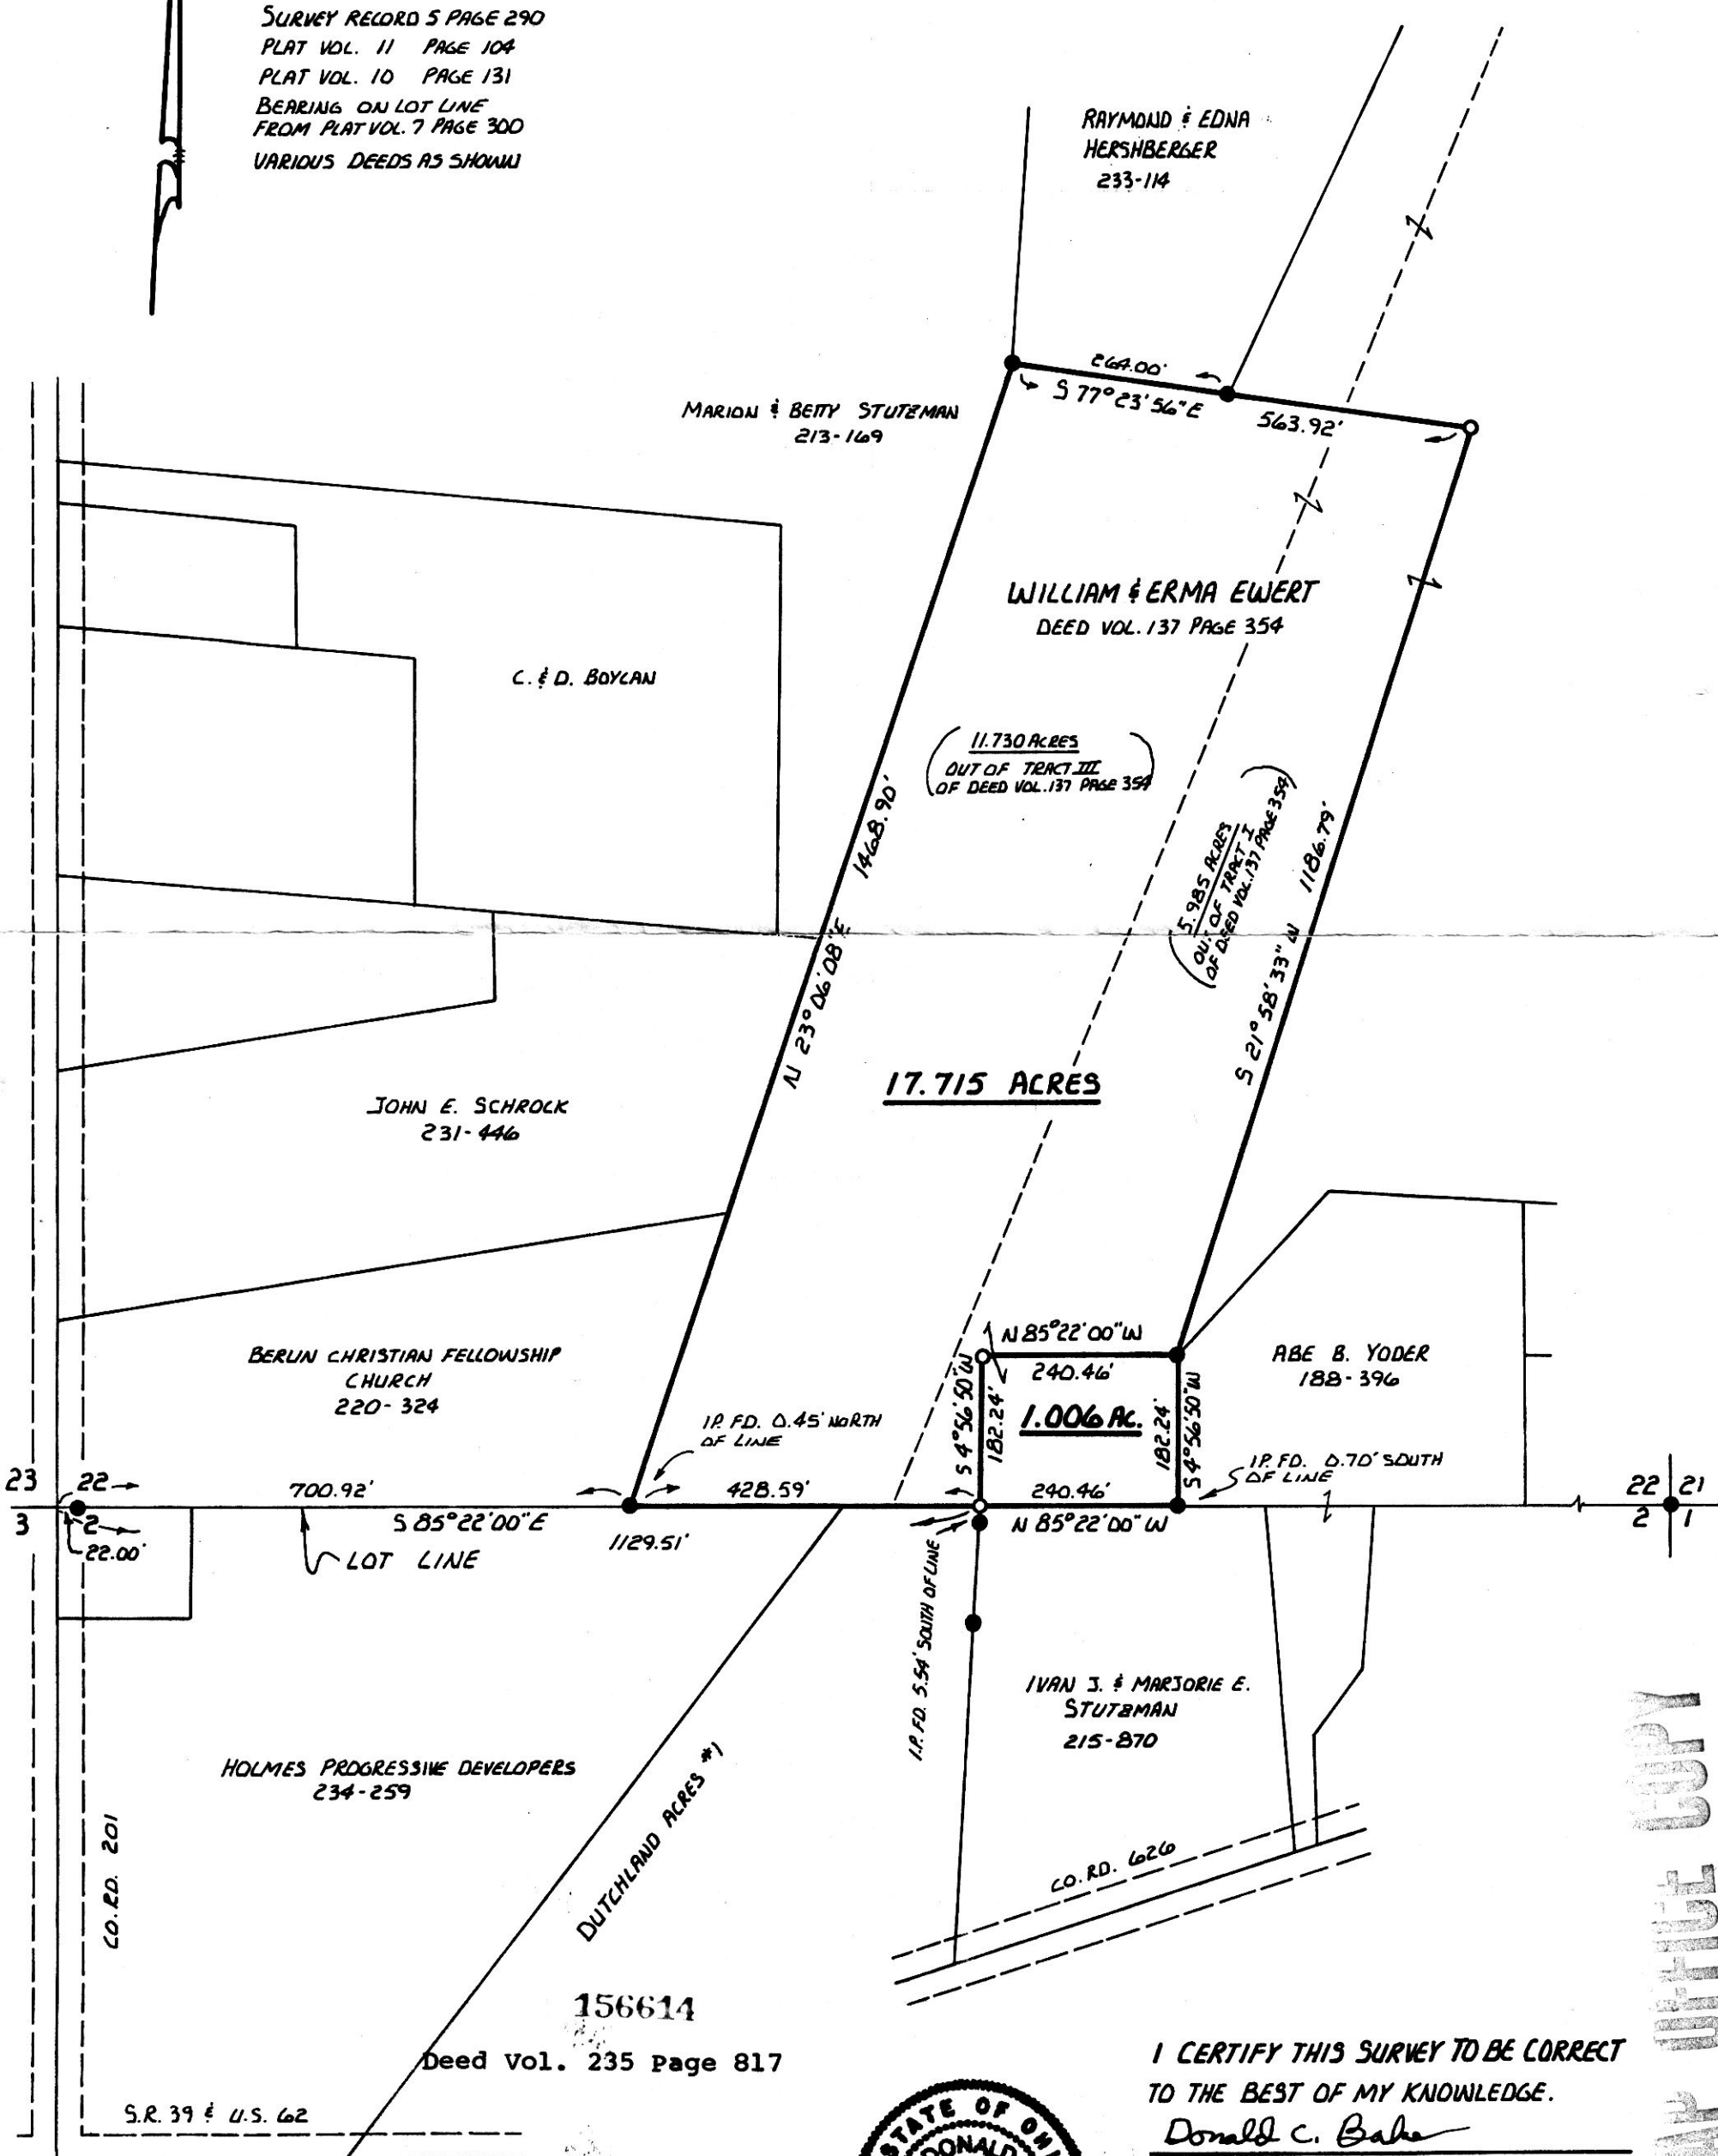 SURVEY RECORD 5 PAGE 290
PLAT VOL. 11 PAGE 104
PLAT VOL. 10 PAGE 131
BEARING ON LOT LINE
FROM PLAT VOL. 7 PAGE 300
VARIOUS DEEDS AS SHOWN
RAYMOND & EDNA
HERSHBERGER
233-114
264.00'
S 77° 23' 56" E
563.92'
MARION & BETTY STUTZMAN
213-169
WILLIAM & ERMA EWERT
DEED VOL. 137 PAGE 354
C. & D. BOYLAN
11.730 ACRES
OUT OF TRACT III
OF DEED VOL. 137 PAGE 354
5.985 ACRES
OUT OF TRACT I
OF DEED VOL. 137 PAGE 354
1468.90'
N 23° 06' 08" E
1186.79'
S 21° 58' 33" W
17.715 ACRES
JOHN E. SCHROCK
231-446
BERLIN CHRISTIAN FELLOWSHIP
CHURCH
220-324
N 85° 22' 00" W
240.46'
S 4° 56' 50" W
182.24'
1.006 AC.
182.24'
S 4° 56' 50" W
ABE B. YODER
188-396
I.P. FD. 0.45' NORTH
OF LINE
I.P. FD. 0.70' SOUTH
OF LINE
23 22
3 2
22.00'
700.92'
S 85° 22' 00" E
LOT LINE
1129.51'
428.59'
240.46'
N 85° 22' 00" W
22 21
2 1
I.P. FD. 5.54' SOUTH OF LINE
IVAN J. & MARJORIE E.
STUTZMAN
215-870
HOLMES PROGRESSIVE DEVELOPERS
234-259
DUTCHLAND ACRES #1
CO. RD. 201
CO. RD. 626
156614
Deed Vol. 235 Page 817
S.R. 39 & U.S. 62
I CERTIFY THIS SURVEY TO BE CORRECT
TO THE BEST OF MY KNOWLEDGE.
Donald C. Baker
STATE OF OHIO
DONALD
COPY
OFFICE